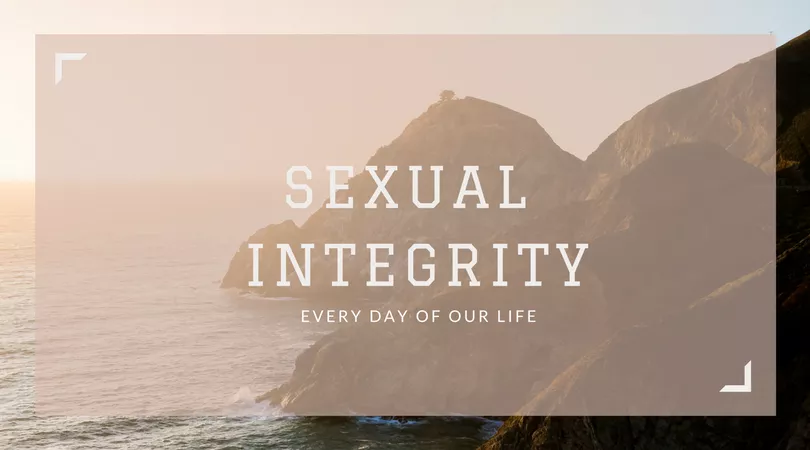 SEXUAL
INTEGRITY
EVERY DAY OF OUR LIFE